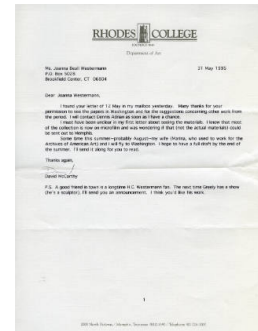 RHODES COLLEGE
Department of Art
Ms. Joanna Beall Westermann
21 May 1990
P.O. Box 5028
Brookfield Center, CT 06804
Dear Joanna Westermann,
I found your letter of 12 May in my mailbox yesterday. Many thanks for your
permission to see the papers in Washington and for the suggestions concerning other work from
the period. I will contact Dennis Adrian as soon as I have a chance.
I must have been unclear in my first letter about seeing the materials. I know that most
of the collection is now on microfilm and was wondering if that (not the actual materials) could
be sent out to Memphis.
Some time this summer--probably August--my wife (Marina, who used to work for the
Archives of American Art) and I will fly to Washington. I hope to have a full draft by the end of
the summer. I'll send it along for you to read.
Thanks again,
David McCarthy
P.S. A good friend in town is a longtime H.C. Westermann fan. The next time Greely has a show
(he's a sculptor), I'll send you an announcement. I think you'd like his work.